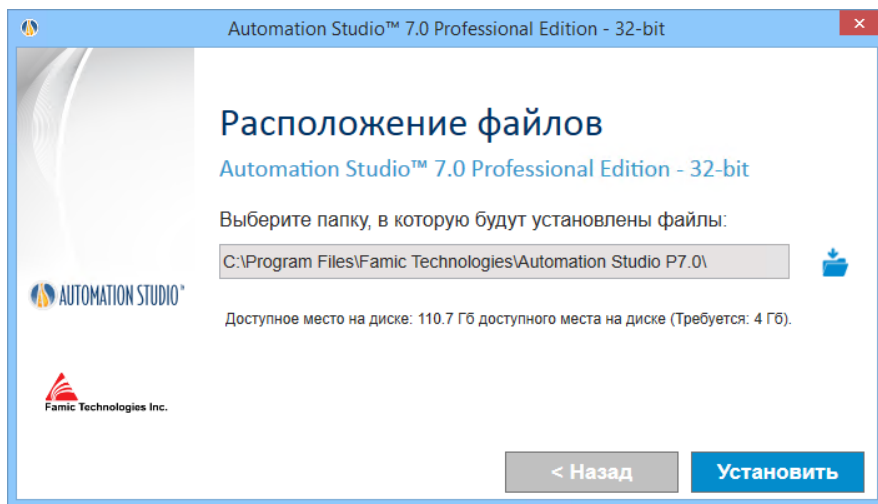 Automation Studio™ 7.0 Professional Edition - 32-bit
Расположение файлов
Automation Studio™ 7.0 Professional Edition - 32-bit
Выберите папку, в которую будут установлены файлы:
C:\Program Files\Famic Technologies\Automation Studio P7.0\
AUTOMATION STUDIO™
Доступное место на диске: 110.7 Гб доступного места на диске (Требуется: 4 Гб).
Famic Technologies Inc.
< Назад
Установить